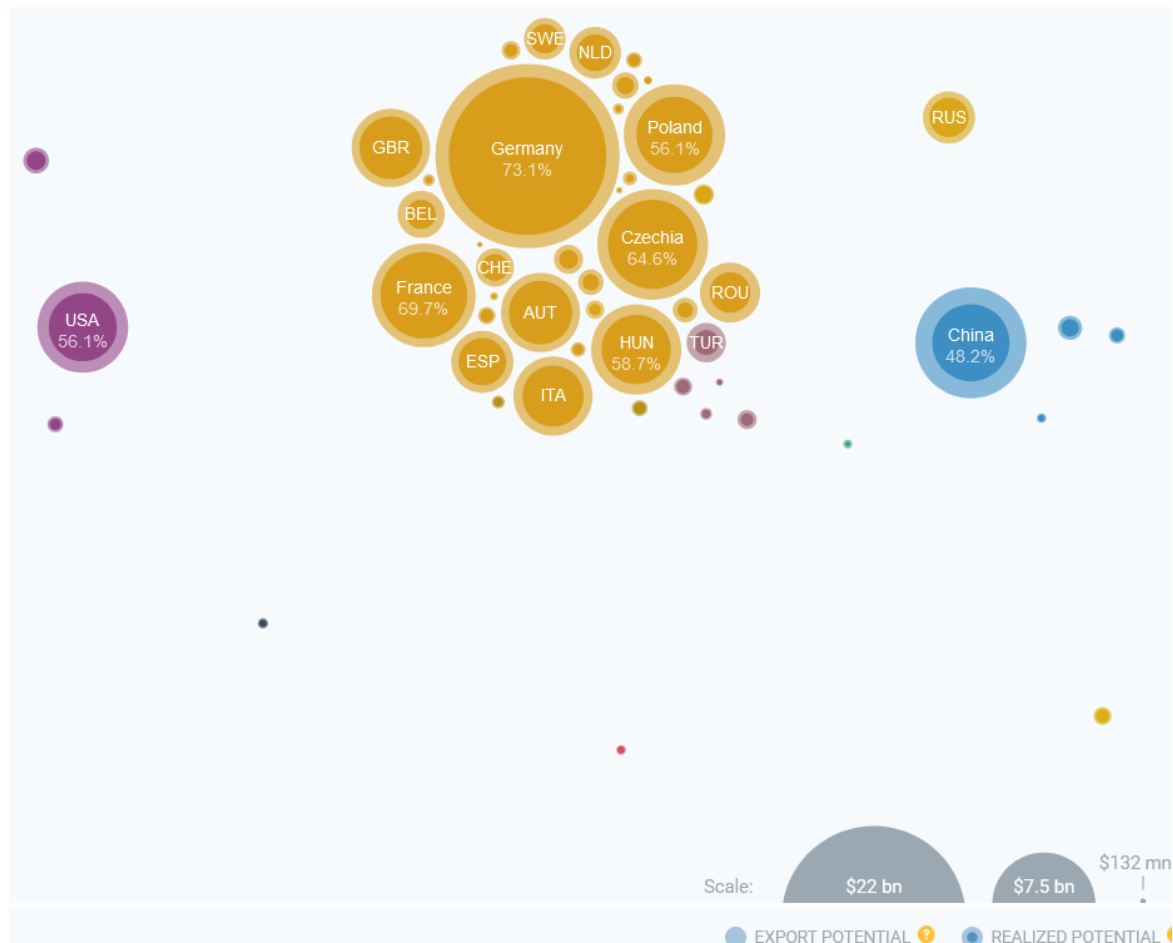 SWE
NLD
RUS
Poland
56.1%
GBR
Germany
73.1%
BEL
Czechia
64.6%
CHE
France
69.7%
ROU
AUT
USA
56.1%
HUN
58.7%
TUR
China
48.2%
ESP
ITA
$132 mn
Scale:
$22 bn
$7.5 bn
EXPORT POTENTIAL ?
REALIZED POTENTIAL